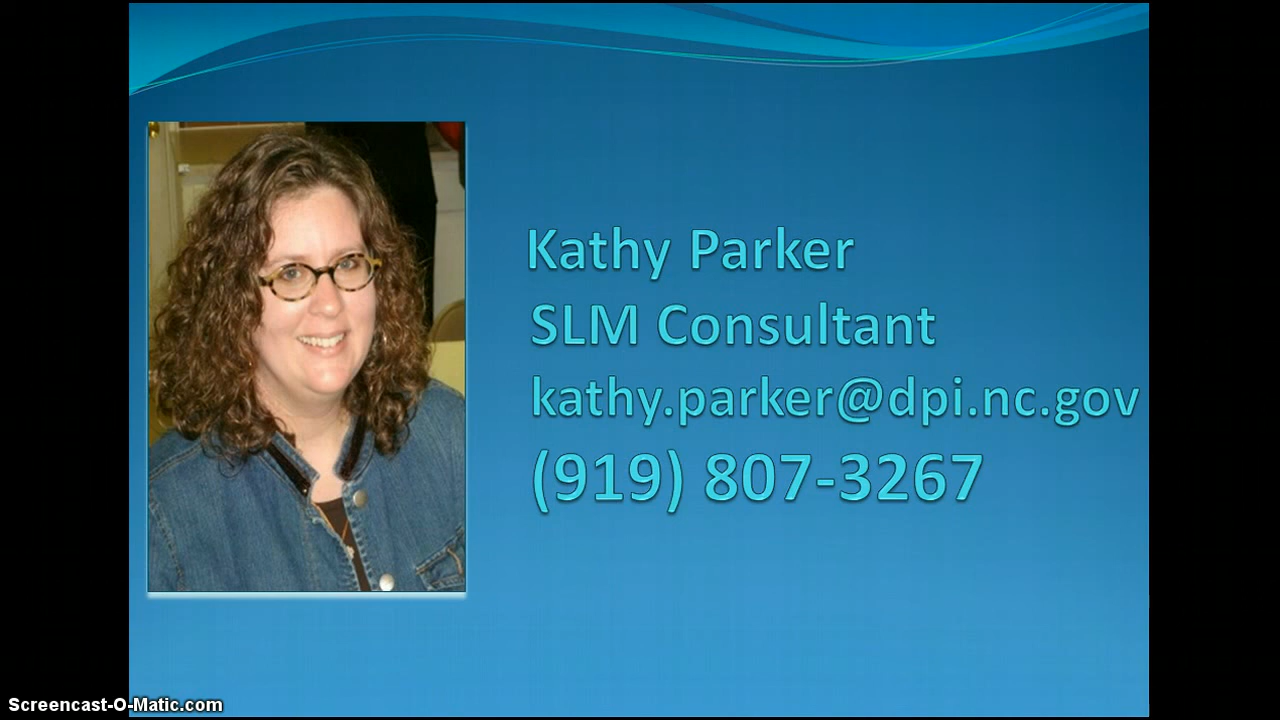 Kathy Parker
SLM Consultant
kathy.parker@dpi.nc.gov
(919) 807-3267
Screencast-O-Matic.com